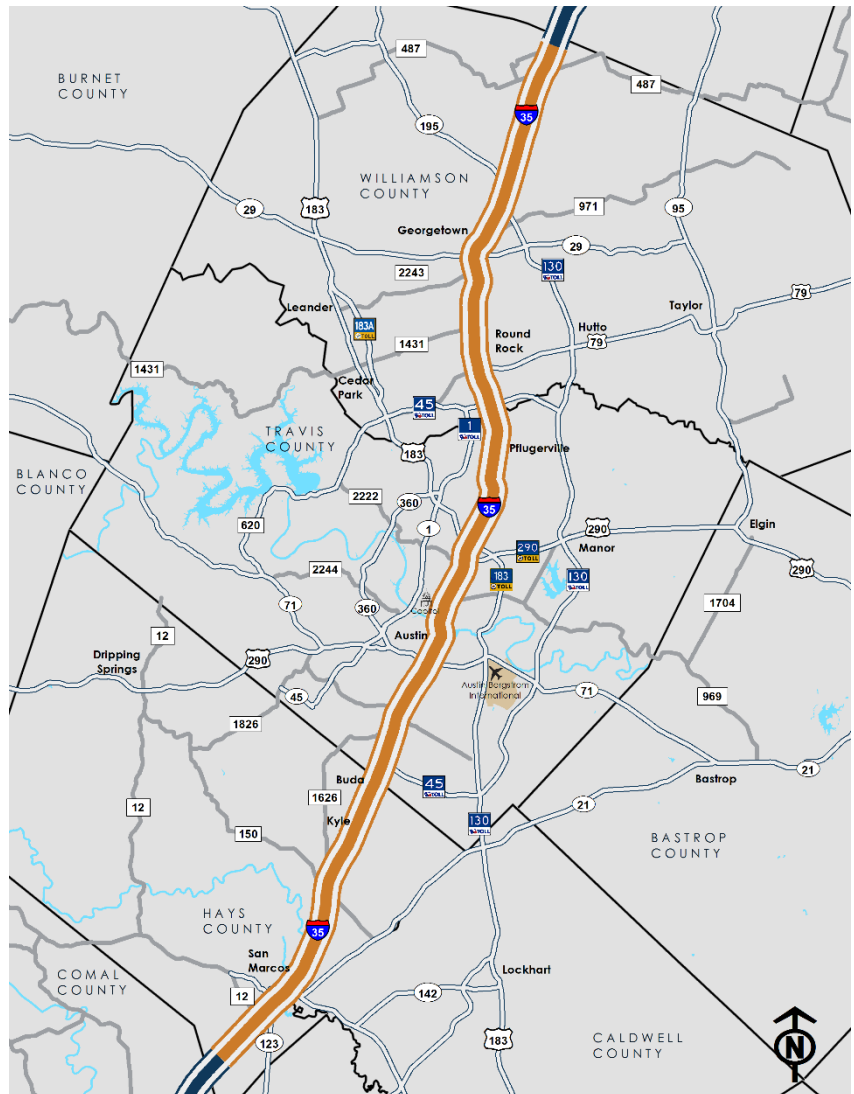 487
BURNET
COUNTY
487
35
195
WILLIAMSON
COUNTY
183
971
29
95
Georgetown
29
2243
130
TOLL
79
Leander
Taylor
183A
TOLL
Hutto
Round
Rock
79
1431
1431
Cedar
Park
45
TOLL
1
TOLL
TRAVIS
COUNTY
Pflugerville
183
BLANCO
COUNTY
2222
360
35
620
1
290
Elgin
290
TOLL
Manor
2244
183
TOLL
130
TOLL
290
71
360
Capitol
1704
12
Austin
Dripping
Springs
290
Austin Bergstrom
International
71
45
969
1826
21
Buda
45
TOLL
Bastrop
1626
21
12
Kyle
130
TOLL
150
BASTROP
COUNTY
HAYS
COUNTY
35
San
Marcos
COMAL
COUNTY
Lockhart
12
142
123
183
CALDWELL
COUNTY
N